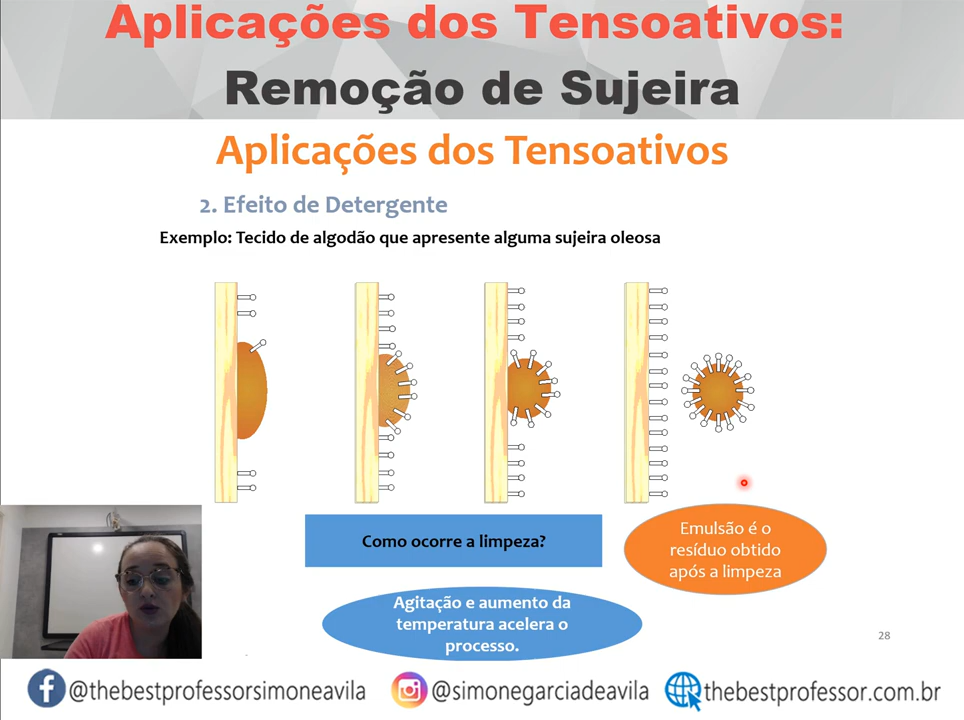 Aplicações dos Tensoativos:
Remoção de Sujeira
Aplicações dos Tensoativos
2. Efeito de Detergente
Exemplo: Tecido de algodão que apresente alguma sujeira oleosa
Como ocorre a limpeza?
Emulsão é o
resíduo obtido
após a limpeza
Agitação e aumento da
temperatura acelera o
processo.
28
@thebestprofessorsimoneavila
@simonegarciadeavila
thebestprofessor.com.br